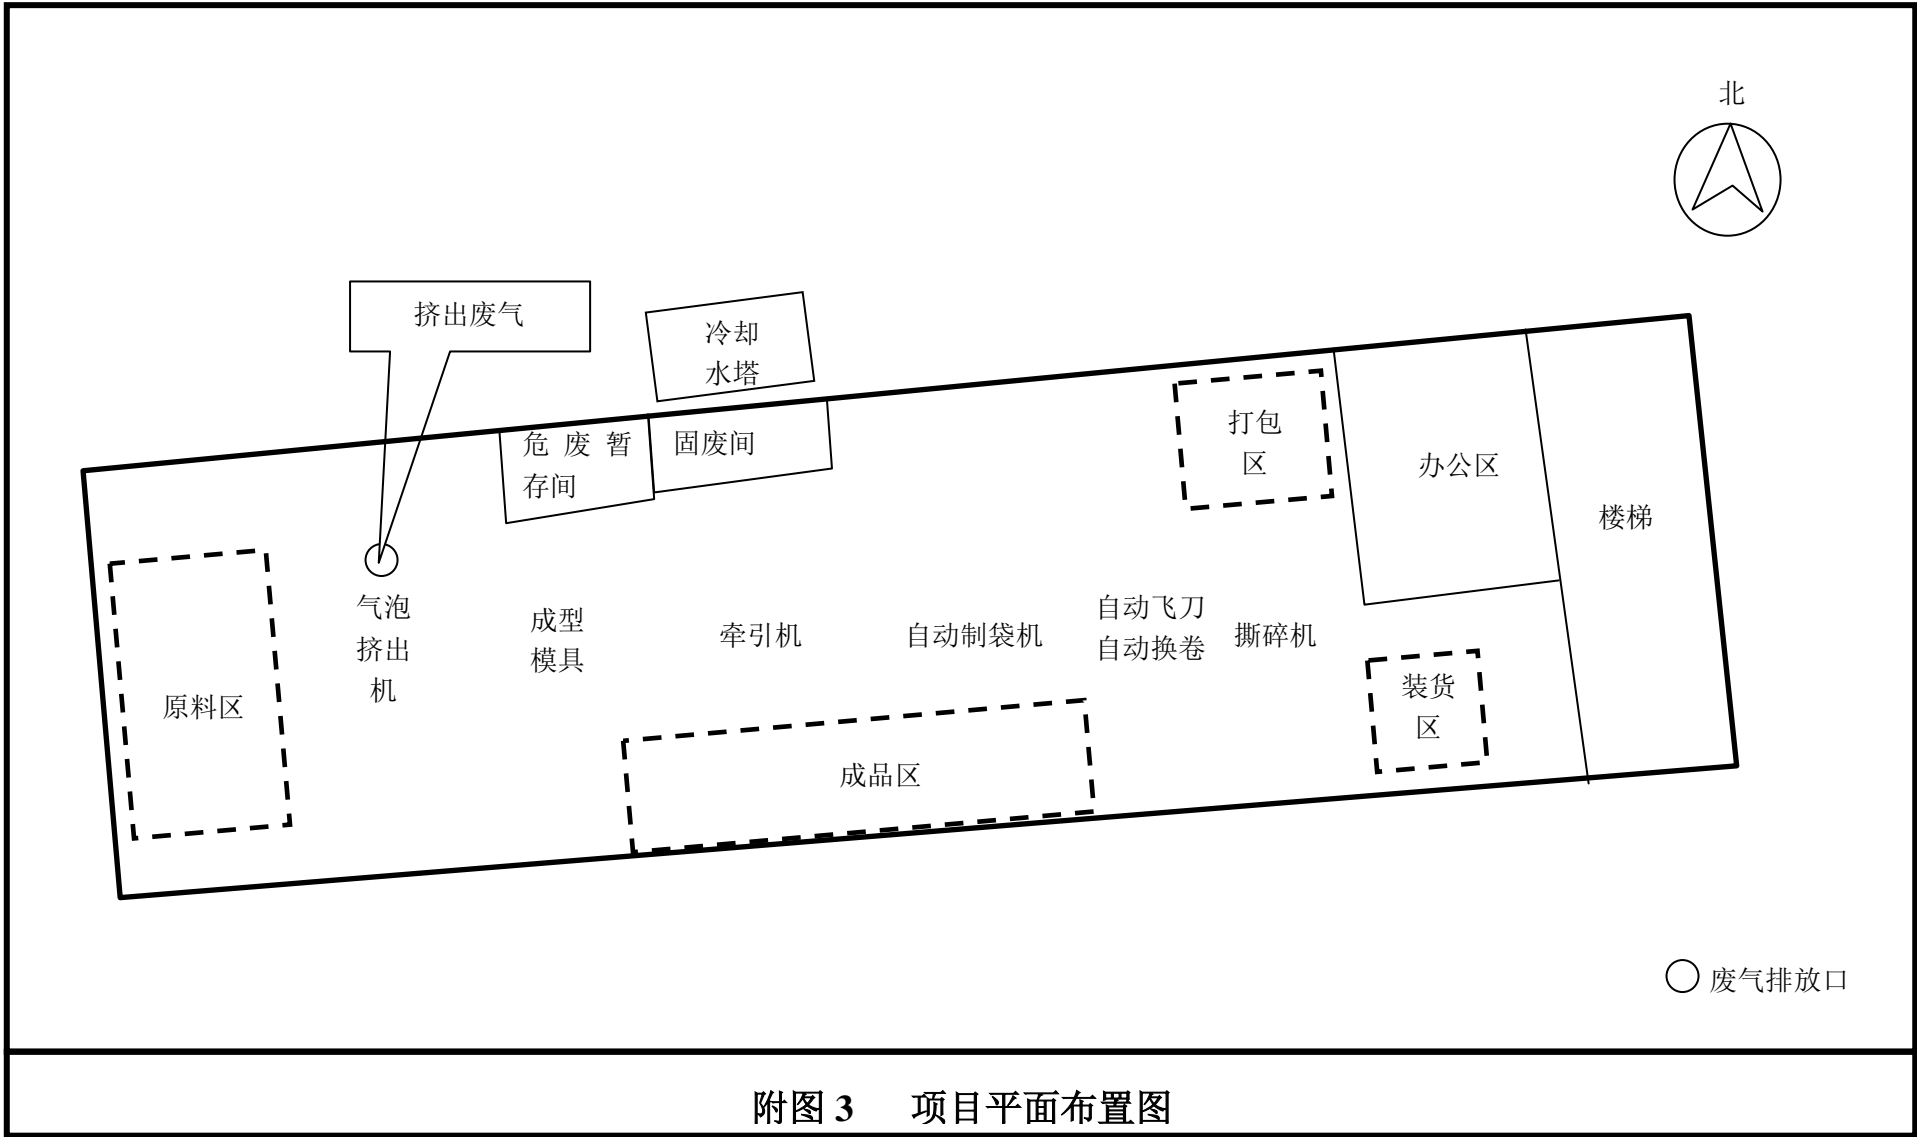 北
挤出废气
冷却
水塔
危废暂
存间
固废间
打包
区
办公区
楼梯
气泡
挤出
机
成型
模具
牵引机
自动制袋机
自动飞刀
自动换卷
撕碎机
原料区
装货
区
成品区
废气排放口
附图 3 项目平面布置图